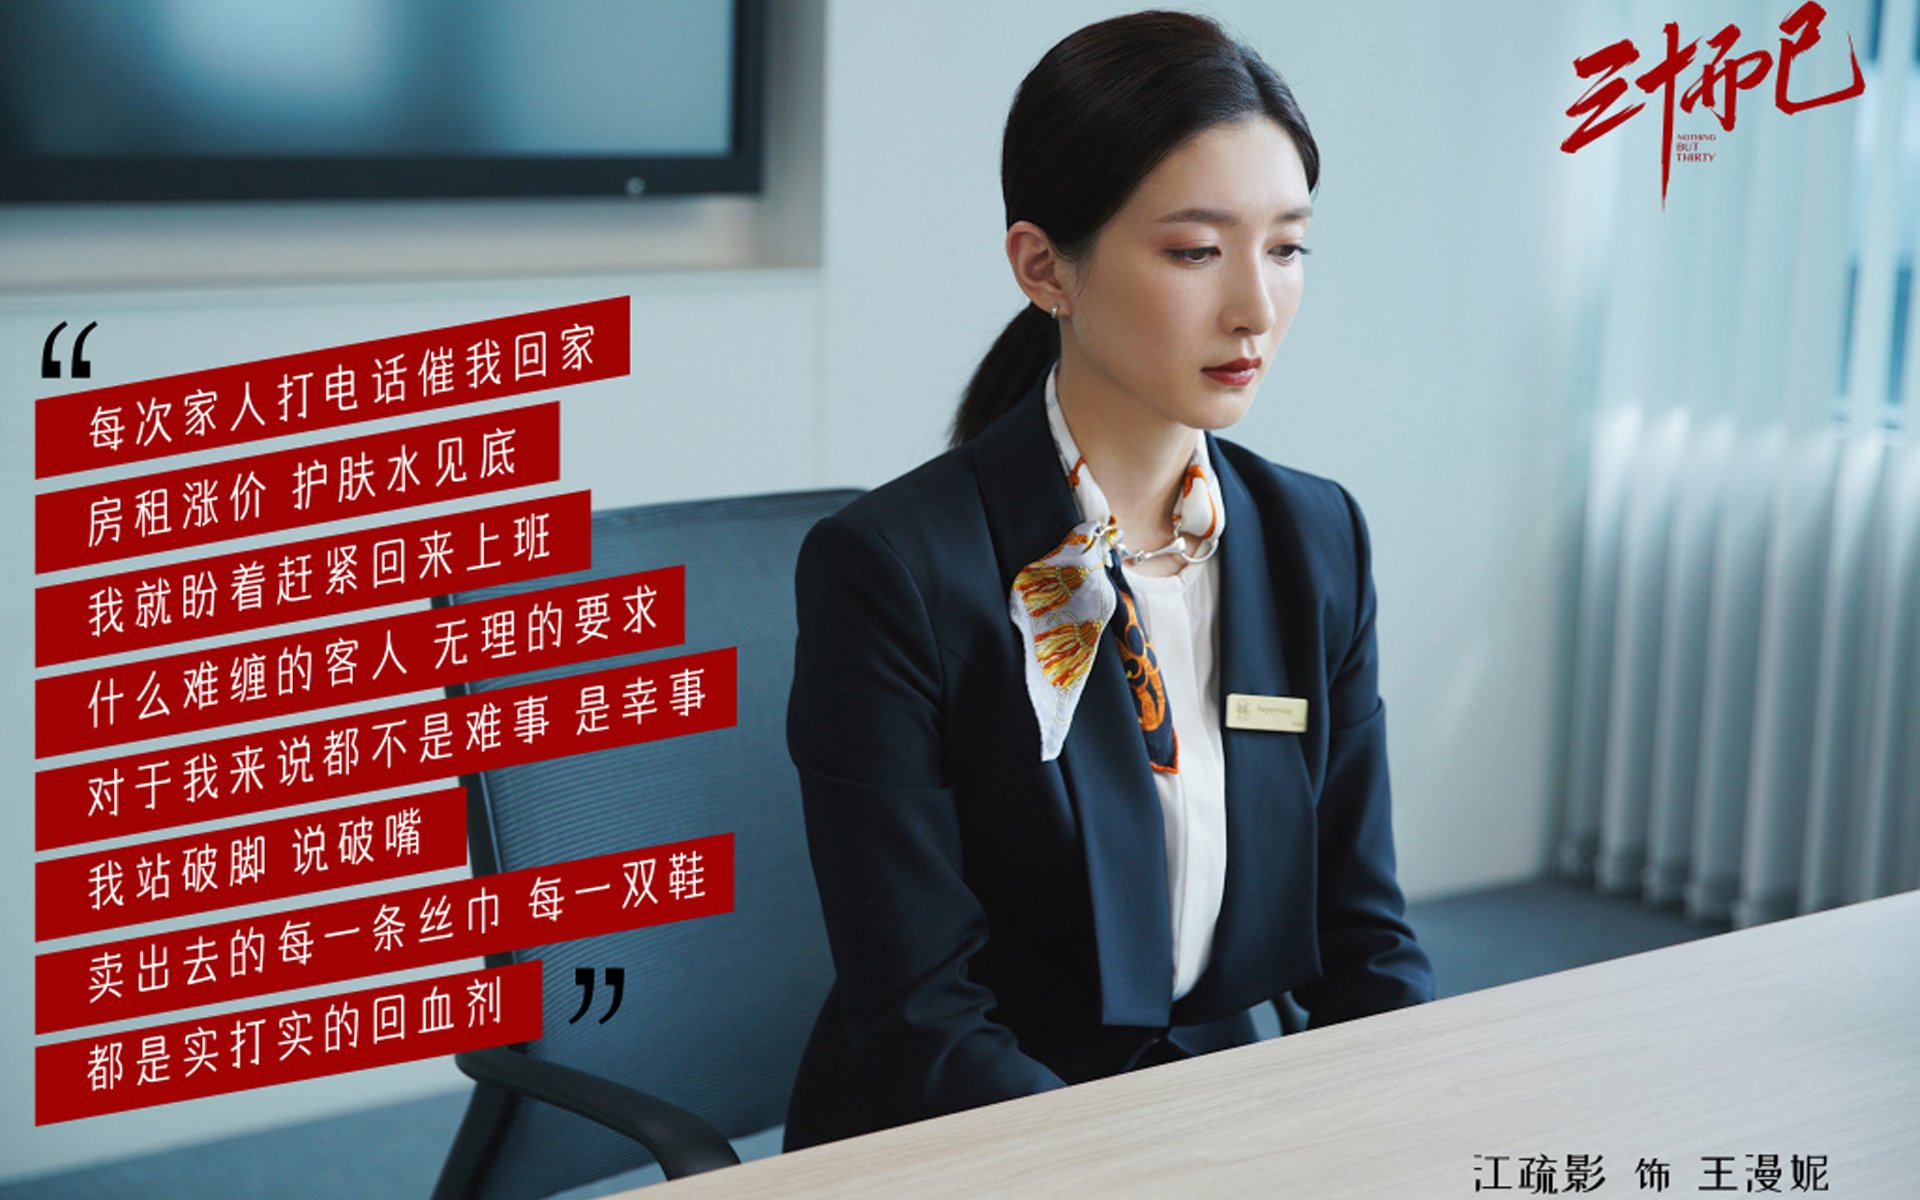 三十而已
NOTHING
BUT
THIRTY
“
每次家人打电话催我回家
房租涨价 护肤水见底
我就盼着赶紧回来上班
什么难缠的客人 无理的要求
对于我来说都不是难事 是幸事
我站破脚 说破嘴
卖出去的每一条丝巾 每一双鞋
都是实打实的回血剂
”
Supervisor
江疏影 饰 王漫妮